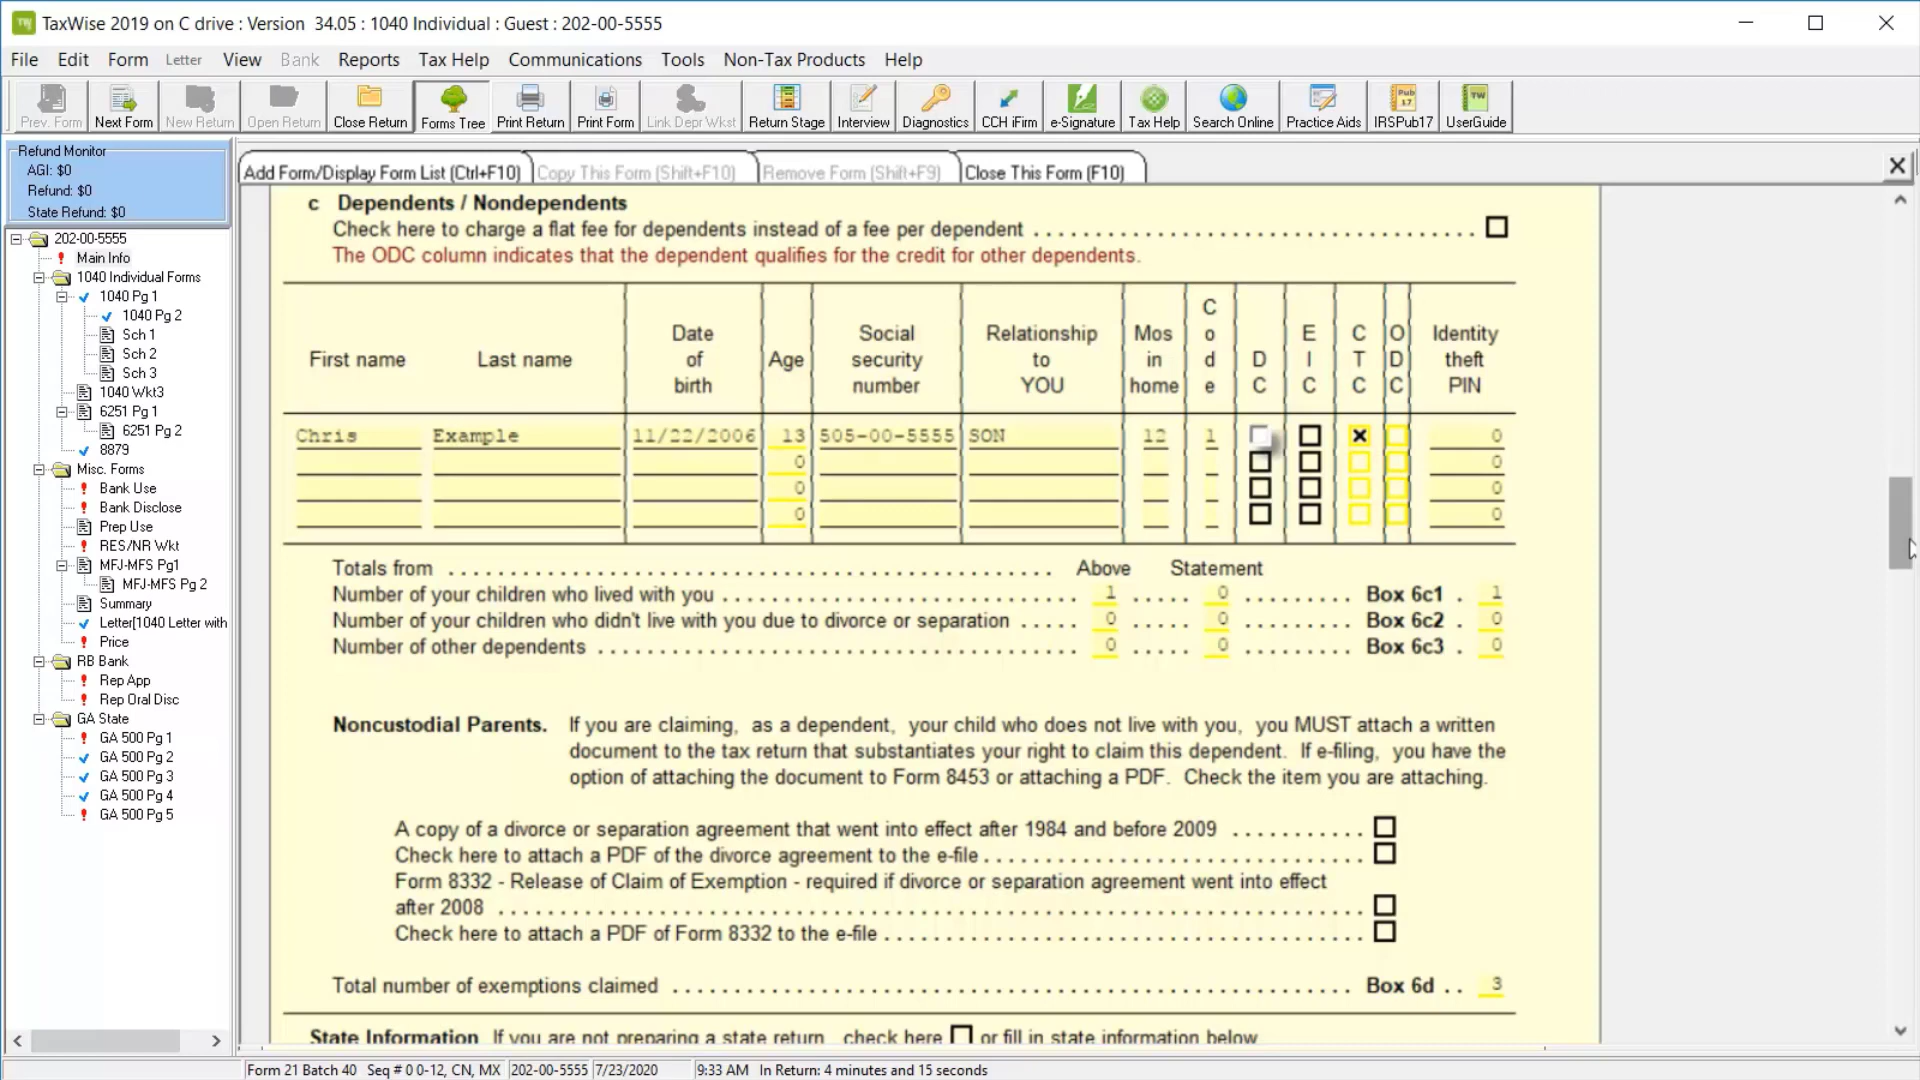 TaxWise 2019 on C drive : Version 34.05 : 1040 Individual : Guest : 202-00-5555
File Edit Form Letter View Bank Reports Tax Help Communications Tools Non-Tax Products Help
Prev. Form Next Form New Return Open Return Close Return Forms Tree Print Return Print Form Link Depr Wkst Return Stage Interview Diagnostics CCH iFirm e-Signature Tax Help Search Online Practice Aids IRSPub17 UserGuide
Refund Monitor
AGI: $0
Refund: $0
State Refund: $0
202-00-5555
Main Info
1040 Individual Forms
1040 Pg 1
1040 Pg 2
Sch 1
Sch 2
Sch 3
1040 Wkt3
6251 Pg 1
6251 Pg 2
8879
Misc. Forms
Bank Use
Bank Disclose
Prep Use
RES/NR Wkt
MFJ-MFS Pg1
MFJ-MFS Pg 2
Summary
Letter[1040 Letter with
Price
RB Bank
Rep App
Rep Oral Disc
GA State
GA 500 Pg 1
GA 500 Pg 2
GA 500 Pg 3
GA 500 Pg 4
GA 500 Pg 5
Add Form/Display Form List (Ctrl+F10) Copy This Form (Shift+F10) Remove Form (Shift+F9) Close This Form (F10)
c Dependents / Nondependents
Check here to charge a flat fee for dependents instead of a fee per dependent
The ODC column indicates that the dependent qualifies for the credit for other dependents.
First name Last name Date of birth Age Social security number Relationship to YOU Mos in home Code DC EIC CTC ODC Identity theft PIN
Chris Example 11/22/2006 13 505-00-5555 SON 12 1 X 0
0 0
0 0
0 0
Totals from Above Statement
Number of your children who lived with you 1 0 Box 6c1 . 1
Number of your children who didn't live with you due to divorce or separation 0 0 Box 6c2 . 0
Number of other dependents 0 0 Box 6c3 . 0
Noncustodial Parents. If you are claiming, as a dependent, your child who does not live with you, you MUST attach a written
document to the tax return that substantiates your right to claim this dependent. If e-filing, you have the
option of attaching the document to Form 8453 or attaching a PDF. Check the item you are attaching.
A copy of a divorce or separation agreement that went into effect after 1984 and before 2009
Check here to attach a PDF of the divorce agreement to the e-file
Form 8332 - Release of Claim of Exemption - required if divorce or separation agreement went into effect
after 2008
Check here to attach a PDF of Form 8332 to the e-file
Total number of exemptions claimed Box 6d . . 3
State Information If you are not preparing a state return check here or fill in state information below
Form 21 Batch 40 Seq # 0 0-12, CN, MX 202-00-5555 7/23/2020 9:33 AM In Return: 4 minutes and 15 seconds